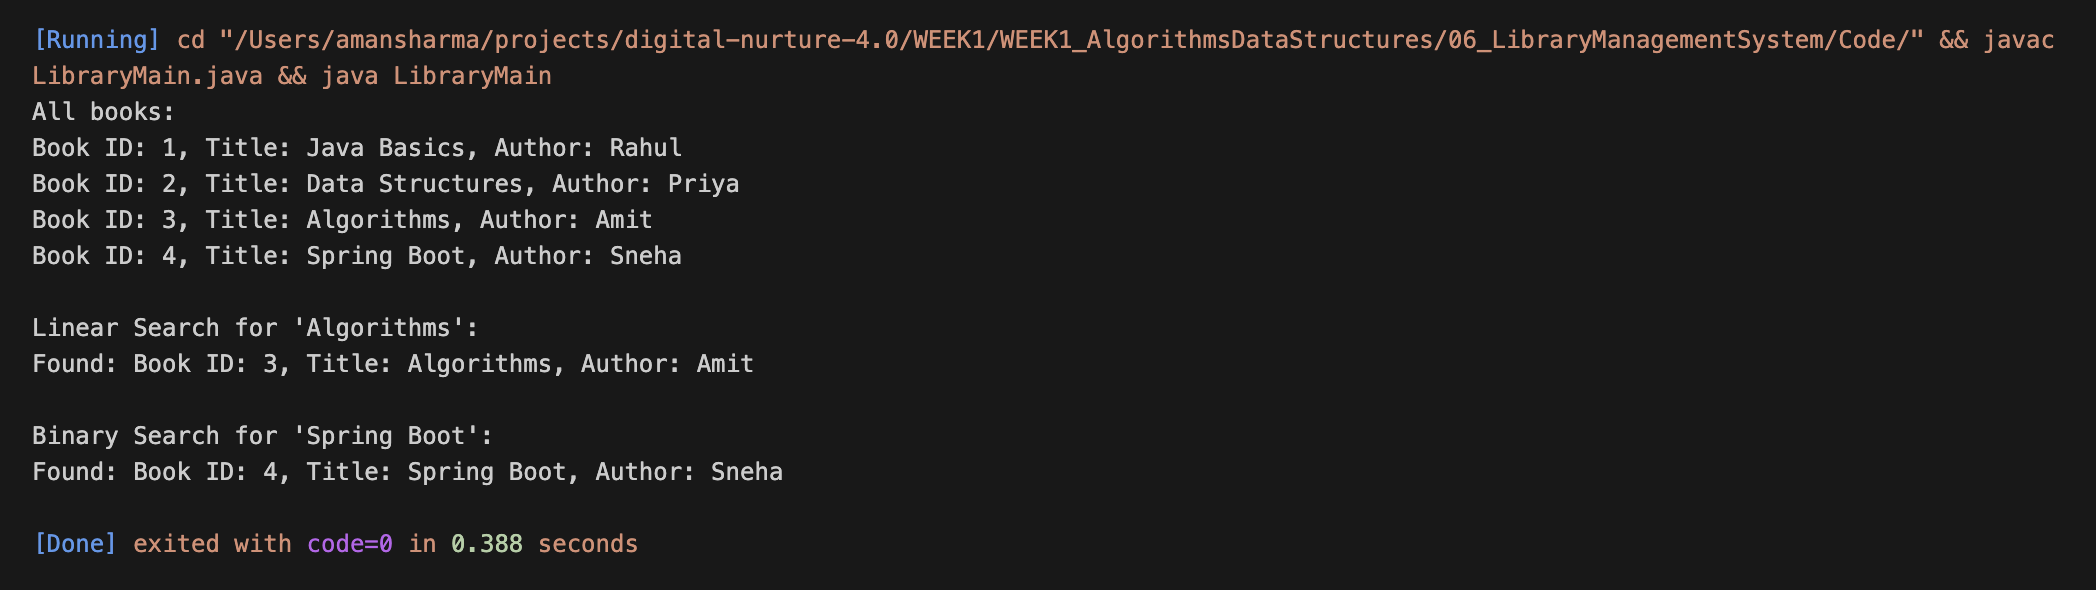 [Running] cd "/Users/amansharma/projects/digital-nurture-4.0/WEEK1/WEEK1_AlgorithmsDataStructures/06_LibraryManagementSystem/Code/" && javac
LibraryMain.java && java LibraryMain
All books:
Book ID: 1, Title: Java Basics, Author: Rahul
Book ID: 2, Title: Data Structures, Author: Priya
Book ID: 3, Title: Algorithms, Author: Amit
Book ID: 4, Title: Spring Boot, Author: Sneha
Linear Search for 'Algorithms':
Found: Book ID: 3, Title: Algorithms, Author: Amit
Binary Search for 'Spring Boot':
Found: Book ID: 4, Title: Spring Boot, Author: Sneha
[Done] exited with code=0 in 0.388 seconds